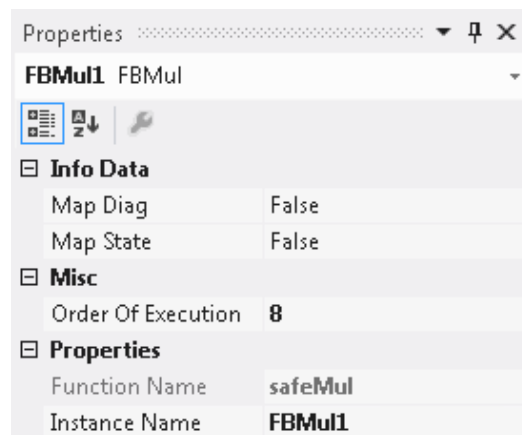 Properties
FBMul1 FBMul
Info Data
Map Diag False
Map State False
Misc
Order Of Execution 8
Properties
Function Name safeMul
Instance Name FBMul1